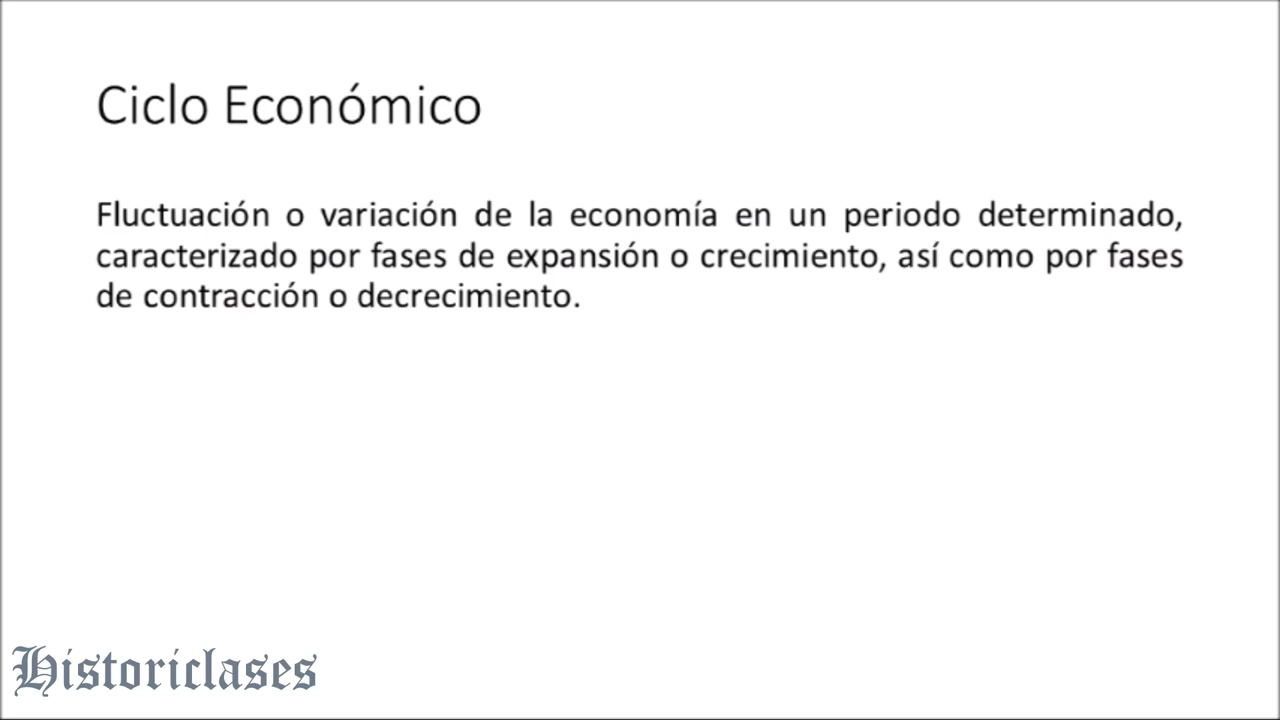 Ciclo Económico
Fluctuación o variación de la economía en un periodo determinado,
caracterizado por fases de expansión o crecimiento, así como por fases
de contracción o decrecimiento.
Historiclases